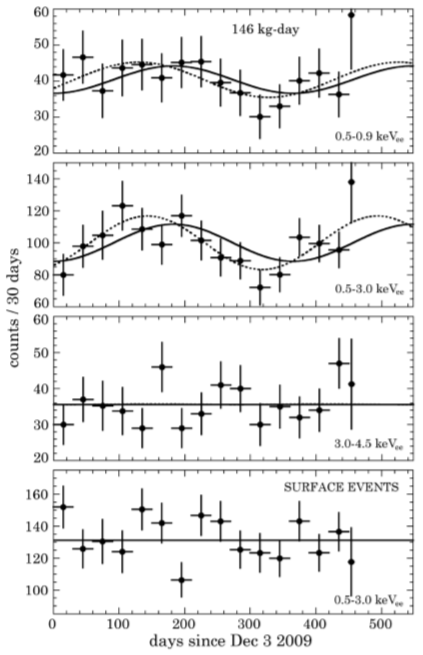 60
146 kg-day
50
40
30
0.5-0.9 keVee
20
140
120
100
80
0.5-3.0 keVee
60
counts / 30 days
60
50
40
30
3.0-4.5 keVee
20
SURFACE EVENTS
160
140
120
100
0.5-3.0 keVee
0 100 200 300 400 500
days since Dec 3 2009